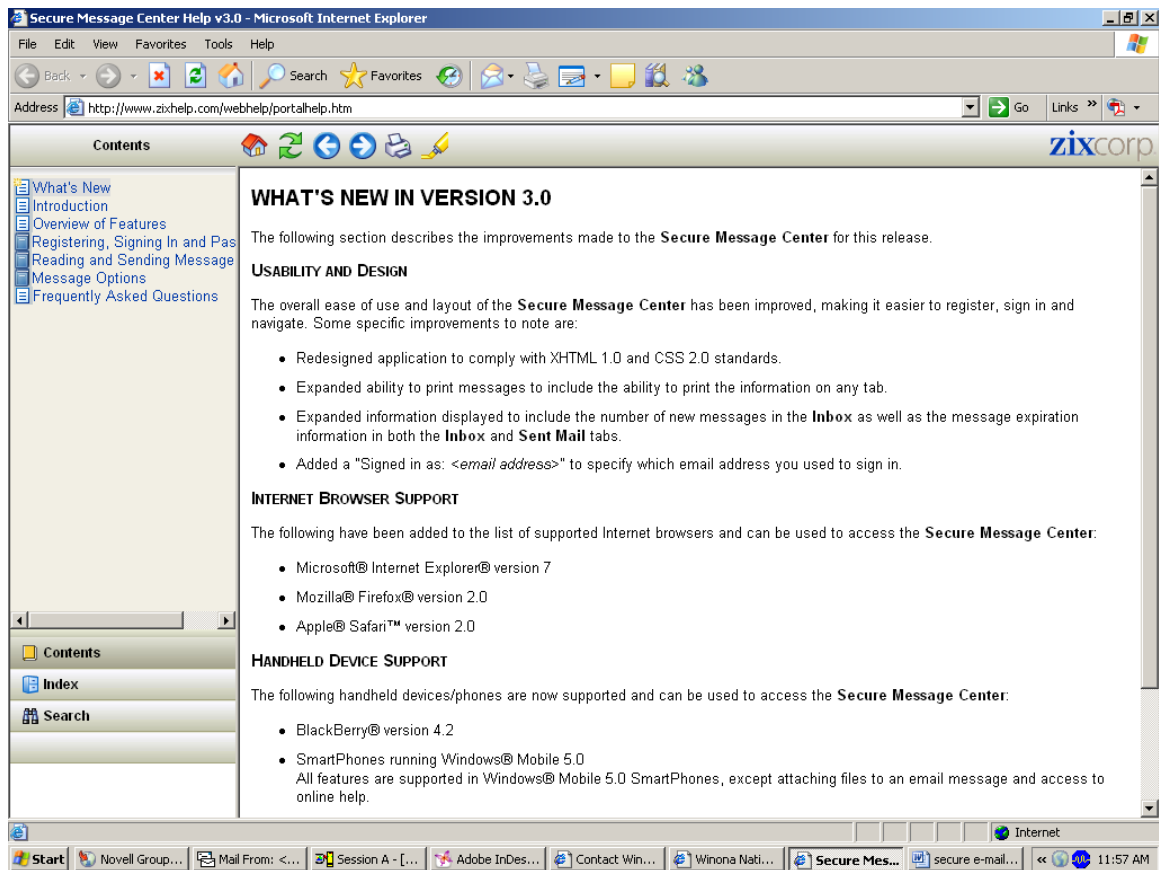 Secure Message Center Help v3.0 - Microsoft Internet Explorer
File Edit View Favorites Tools Help
Back Search Favorites
Address http://www.zixhelp.com/webhelp/portalhelp.htm Go Links »
Contents
zixcorp.
What's New
Introduction
Overview of Features
Registering, Signing In and Pas
Reading and Sending Message
Message Options
Frequently Asked Questions
Contents
Index
Search
WHAT'S NEW IN VERSION 3.0
The following section describes the improvements made to the Secure Message Center for this release.
USABILITY AND DESIGN
The overall ease of use and layout of the Secure Message Center has been improved, making it easier to register, sign in and
navigate. Some specific improvements to note are:
• Redesigned application to comply with XHTML 1.0 and CSS 2.0 standards.
• Expanded ability to print messages to include the ability to print the information on any tab.
• Expanded information displayed to include the number of new messages in the Inbox as well as the message expiration
information in both the Inbox and Sent Mail tabs.
• Added a "Signed in as: <email address>" to specify which email address you used to sign in.
INTERNET BROWSER SUPPORT
The following have been added to the list of supported Internet browsers and can be used to access the Secure Message Center:
• Microsoft® Internet Explorer® version 7
• Mozilla® Firefox® version 2.0
• Apple® Safari™ version 2.0
HANDHELD DEVICE SUPPORT
The following handheld devices/phones are now supported and can be used to access the Secure Message Center:
• BlackBerry® version 4.2
• SmartPhones running Windows® Mobile 5.0
All features are supported in Windows® Mobile 5.0 SmartPhones, except attaching files to an email message and access to
online help.
Internet
Start Novell Group... Mail From: <... Session A - [... Adobe InDes... Contact Win... Winona Nati... Secure Mes... secure e-mail... « 11:57 AM